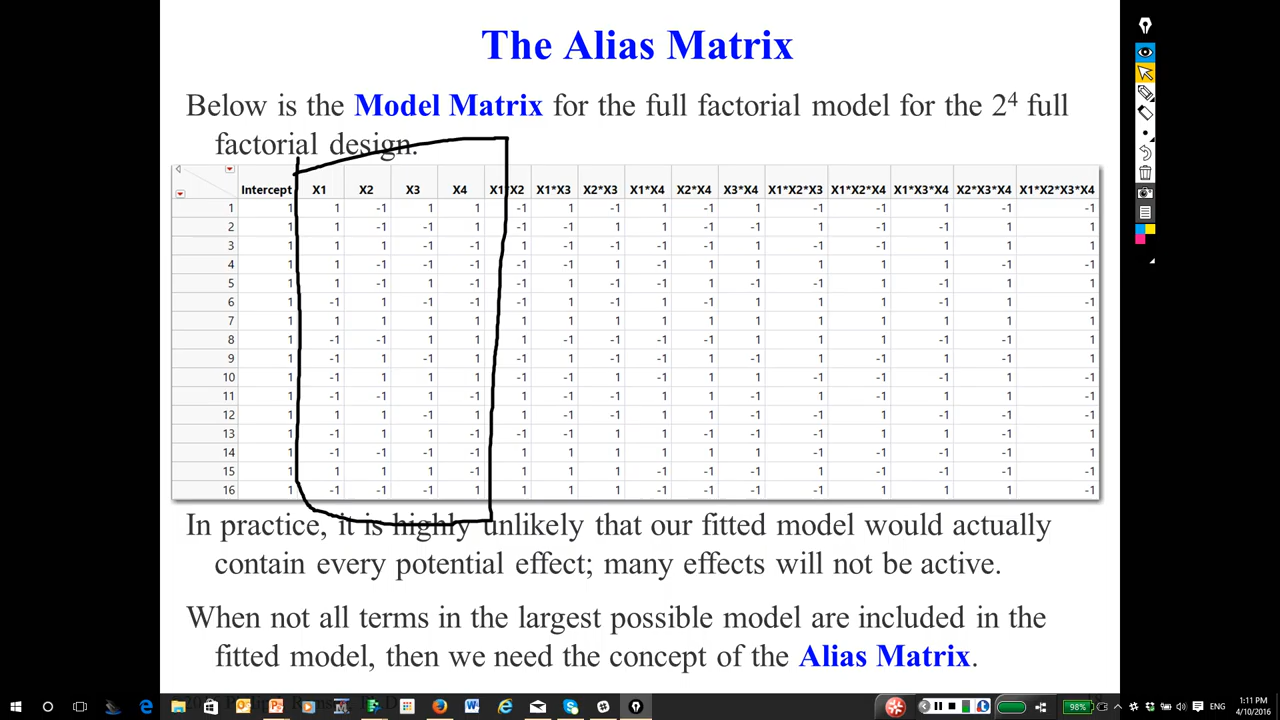 The Alias Matrix
Below is the Model Matrix for the full factorial model for the 2⁴ full
factorial design.
Intercept X1 X2 X3 X4 X1*X2 X1*X3 X2*X3 X1*X4 X2*X4 X3*X4 X1*X2*X3 X1*X2*X4 X1*X3*X4 X2*X3*X4 X1*X2*X3*X4
1 1 1 -1 1 1 -1 1 -1 1 -1 1 -1 -1 1 -1 -1
2 1 1 -1 -1 1 -1 -1 1 1 -1 -1 1 -1 -1 1 1
3 1 1 1 -1 -1 1 -1 -1 -1 -1 1 -1 -1 1 1 1
4 1 1 -1 -1 -1 -1 -1 1 -1 1 1 1 1 1 -1 -1
5 1 1 -1 1 -1 -1 1 -1 -1 1 -1 -1 1 -1 1 1
6 1 -1 1 -1 -1 -1 1 -1 1 -1 1 1 1 -1 1 -1
7 1 1 1 1 1 1 1 1 1 1 1 1 1 1 1 1
8 1 -1 -1 1 1 1 -1 -1 -1 -1 1 1 1 -1 -1 1
9 1 -1 1 -1 1 -1 1 -1 -1 1 -1 1 -1 1 -1 1
10 1 -1 1 1 1 -1 -1 1 -1 1 1 -1 -1 -1 1 -1
11 1 -1 -1 1 -1 1 -1 -1 1 1 -1 1 -1 1 1 -1
12 1 1 1 -1 1 1 -1 -1 1 1 -1 -1 1 -1 -1 -1
13 1 -1 1 1 -1 -1 -1 1 1 -1 -1 -1 1 1 -1 1
14 1 -1 -1 -1 -1 1 1 1 1 1 1 -1 -1 -1 -1 1
15 1 1 1 1 -1 1 1 1 -1 -1 -1 1 -1 -1 -1 -1
16 1 -1 -1 -1 1 1 1 1 -1 -1 -1 -1 1 1 1 -1
In practice, it is highly unlikely that our fitted model would actually
contain every potential effect; many effects will not be active.
When not all terms in the largest possible model are included in the
fitted model, then we need the concept of the Alias Matrix.
98% ENG 1:11 PM
4/10/2016